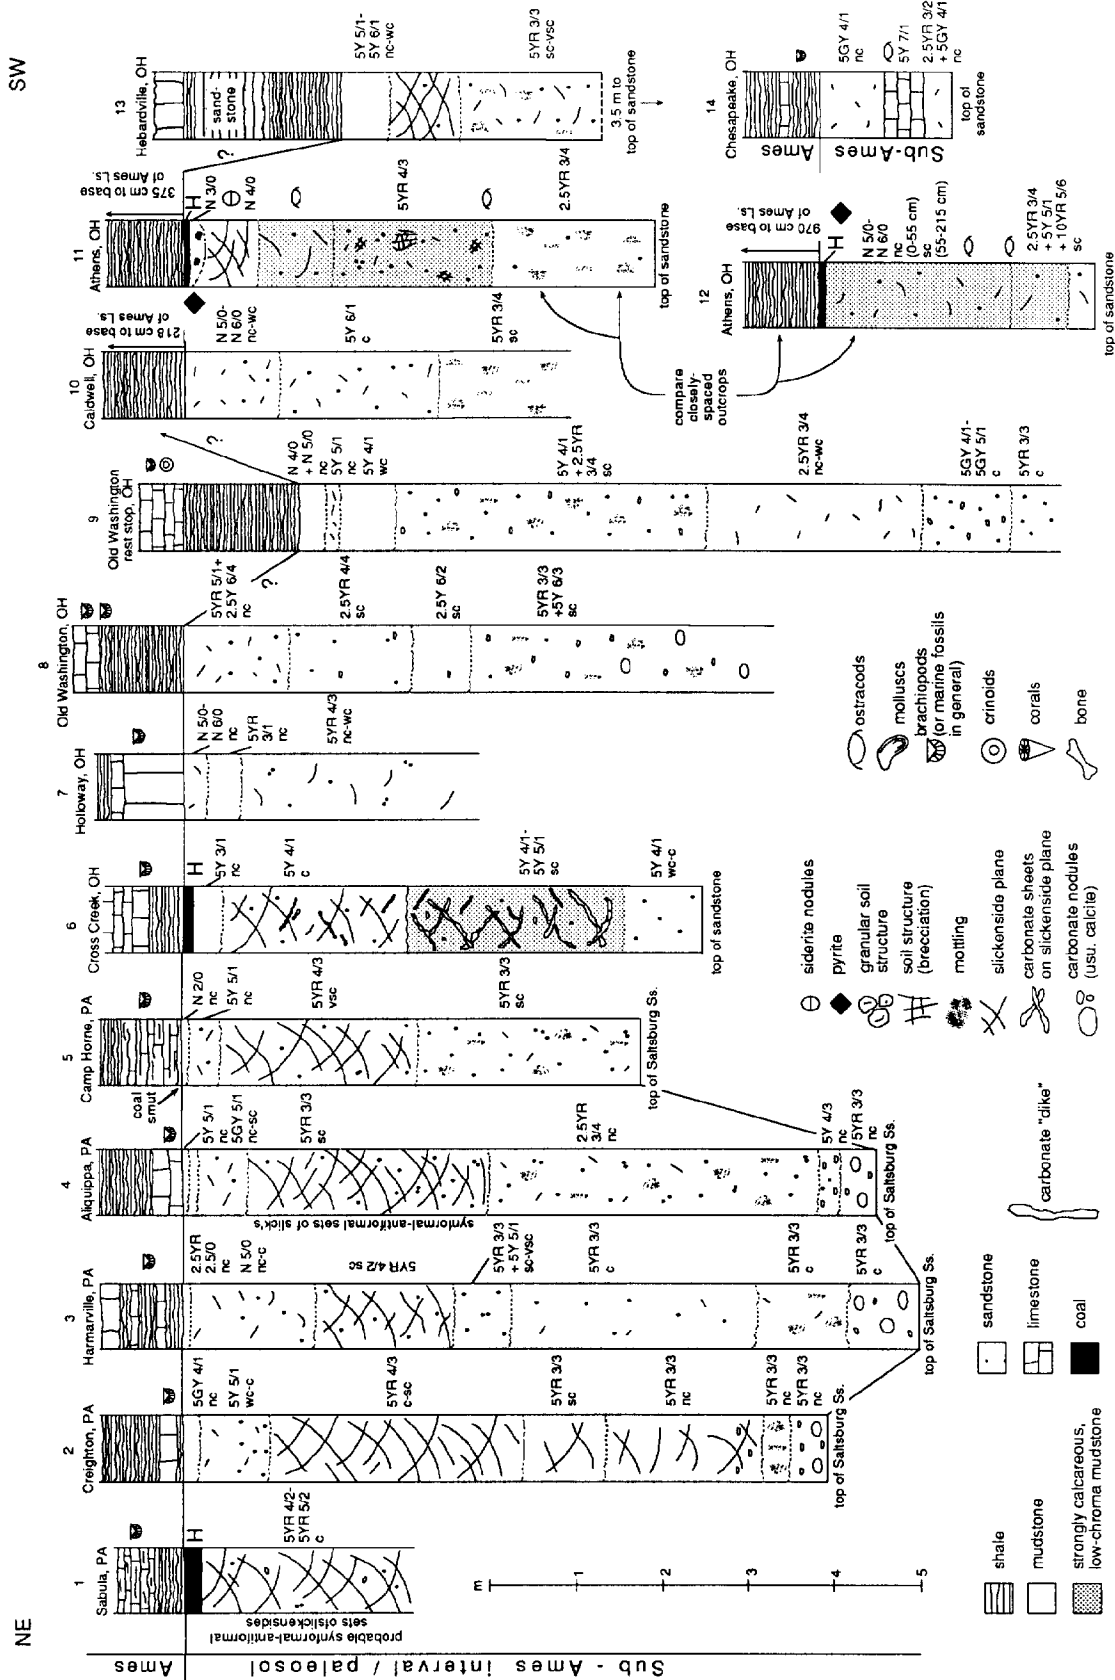 NE
SW
Ames
Sub - Ames interval / paleosol
1
Sabula, PA
H
5YR 4/2-
5YR 5/2
c
probable synformal-antiformal
sets of slickensides
2
Creighton, PA
5GY 4/1
nc
5Y 5/1
wc-c
5YR 4/3
c-sc
5YR 3/3
sc
5YR 3/3
nc
5YR 3/3
nc
5YR 3/3
nc
top of Saltsburg Ss.
3
Harmarville, PA
2.5YR
2.5/0
nc
N 5/0
nc-c
5YR 4/2 sc
5YR 3/3
+ 5Y 5/1
sc-vsc
5YR 3/3
c
5YR 3/3
c
5YR 3/3
c
top of Saltsburg Ss.
4
Aliquippa, PA
5Y 5/1
nc
5GY 5/1
nc-sc
5YR 3/3
sc
2.5YR
3/4
nc
5Y 4/3
nc
5YR 3/3
nc
synformal-antiformal sets of slick's
top of Saltsburg Ss.
5
Camp Horne, PA
coal
smut
N 2/0
nc
5Y 5/1
nc
5YR 4/3
vsc
5YR 3/3
sc
top of Saltsburg Ss.
6
Cross Creek, OH
H
5Y 3/1
nc
5Y 4/1
c
5Y 4/1-
5Y 5/1
sc
5Y 4/1
wc-c
top of sandstone
7
Holloway, OH
N 5/0-
N 6/0
nc
5YR
3/1
nc
5YR 4/3
nc-wc
8
Old Washington, OH
5YR 5/1+
2.5Y 6/4
nc
2.5YR 4/4
sc
2.5Y 6/2
sc
5YR 3/3
+5Y 6/3
sc
?
9
Old Washington
rest stop, OH
N 4/0
+ N 5/0
nc
5Y 5/1
nc
5Y 4/1
wc
5Y 4/1
+ 2.5YR
3/4
sc
2.5YR 3/4
nc-wc
5GY 4/1-
5GY 5/1
c
5YR 3/3
c
?
10
Caldwell, OH
218 cm to base
of Ames Ls.
N 5/0-
N 6/0
nc-wc
5Y 6/1
c
5YR 3/4
sc
11
Athens, OH
375 cm to base
of Ames Ls.
H
N 3/0
N 4/0
5YR 4/3
2.5YR 3/4
top of sandstone
?
compare
closely-
spaced
outcrops
12
Athens, OH
970 cm to base
of Ames Ls.
H
N 5/0-
N 6/0
nc
(0-55 cm)
sc
(55-215 cm)
2.5YR 3/4
+ 5Y 5/1
+ 10YR 5/6
sc
top of sandstone
13
Hebardville, OH
sand-
stone
5Y 5/1-
5Y 6/1
nc-wc
5YR 3/3
sc-vsc
3.5 m to
top of sandstone
14
Chesapeake, OH
Ames
Sub-Ames
5GY 4/1
nc
5Y 7/1
2.5YR 3/2
+ 5GY 4/1
nc
top of
sandstone
m
1
2
3
4
5
shale
mudstone
strongly calcareous,
low-chroma mudstone
sandstone
limestone
coal
carbonate "dike"
siderite nodules
pyrite
granular soil
structure
soil structure
(brecciation)
mottling
slickenside plane
carbonate sheets
on slickenside plane
carbonate nodules
(usu. calcite)
ostracods
molluscs
brachiopods
(or marine fossils
in general)
crinoids
corals
bone